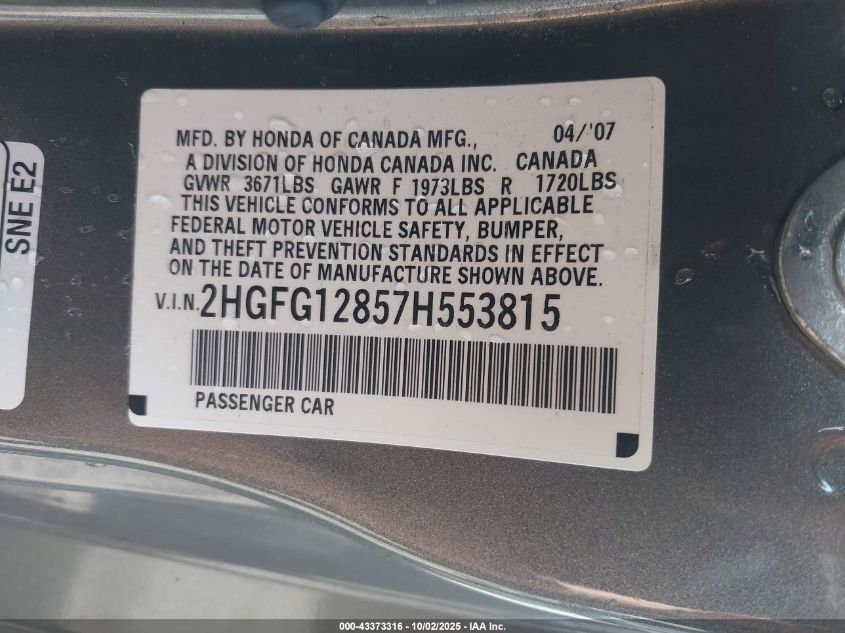 MFD. BY HONDA OF CANADA MFG., 04/'07
A DIVISION OF HONDA CANADA INC. CANADA
GVWR 3671LBS GAWR F 1973LBS R 1720LBS
THIS VEHICLE CONFORMS TO ALL APPLICABLE
FEDERAL MOTOR VEHICLE SAFETY, BUMPER,
AND THEFT PREVENTION STANDARDS IN EFFECT
ON THE DATE OF MANUFACTURE SHOWN ABOVE.
V.I.N. 2HGFG12857H553815
PASSENGER CAR
SNE E2
000-43373316 - 10/02/2025 - IAA Inc.